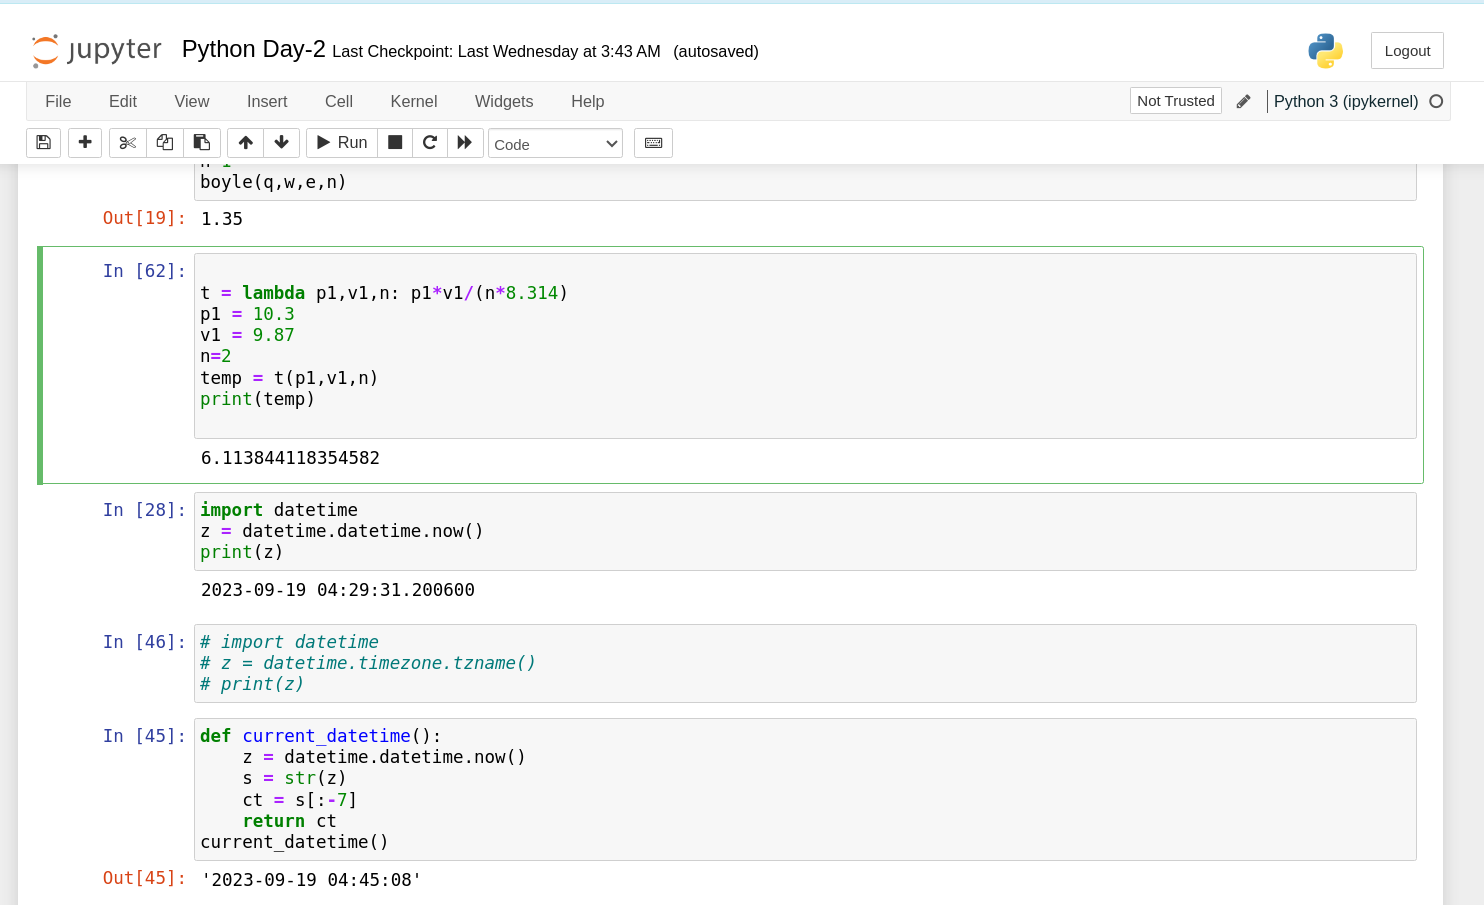 jupyter Python Day-2 Last Checkpoint: Last Wednesday at 3:43 AM (autosaved) Logout
File Edit View Insert Cell Kernel Widgets Help Not Trusted Python 3 (ipykernel)
Run Code
boyle(q,w,e,n)
Out[19]: 1.35
In [62]:
t = lambda p1,v1,n: p1*v1/(n*8.314)
p1 = 10.3
v1 = 9.87
n=2
temp = t(p1,v1,n)
print(temp)
6.113844118354582
In [28]: import datetime
z = datetime.datetime.now()
print(z)
2023-09-19 04:29:31.200600
In [46]: # import datetime
# z = datetime.timezone.tzname()
# print(z)
In [45]: def current_datetime():
    z = datetime.datetime.now()
    s = str(z)
    ct = s[:-7]
    return ct
current_datetime()
Out[45]: '2023-09-19 04:45:08'